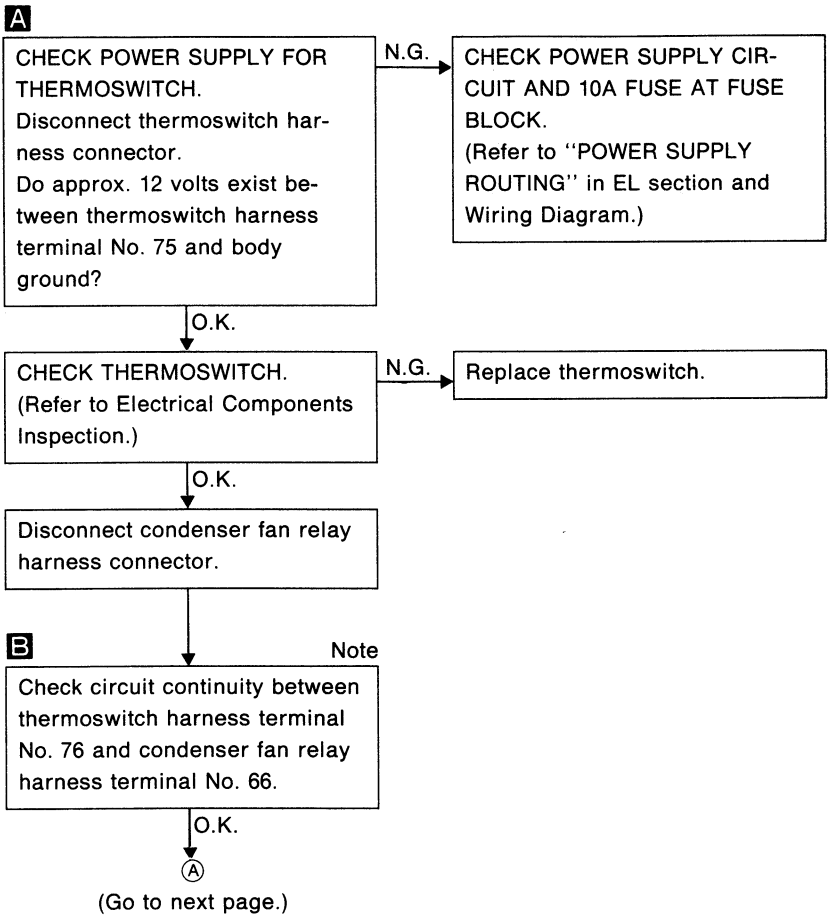 A
CHECK POWER SUPPLY FOR
THERMOSWITCH.
Disconnect thermoswitch har-
ness connector.
Do approx. 12 volts exist be-
tween thermoswitch harness
terminal No. 75 and body
ground?
N.G.
CHECK POWER SUPPLY CIR-
CUIT AND 10A FUSE AT FUSE
BLOCK.
(Refer to "POWER SUPPLY
ROUTING" in EL section and
Wiring Diagram.)
O.K.
CHECK THERMOSWITCH.
(Refer to Electrical Components
Inspection.)
N.G.
Replace thermoswitch.
O.K.
Disconnect condenser fan relay
harness connector.
B
Note
Check circuit continuity between
thermoswitch harness terminal
No. 76 and condenser fan relay
harness terminal No. 66.
O.K.
A
(Go to next page.)